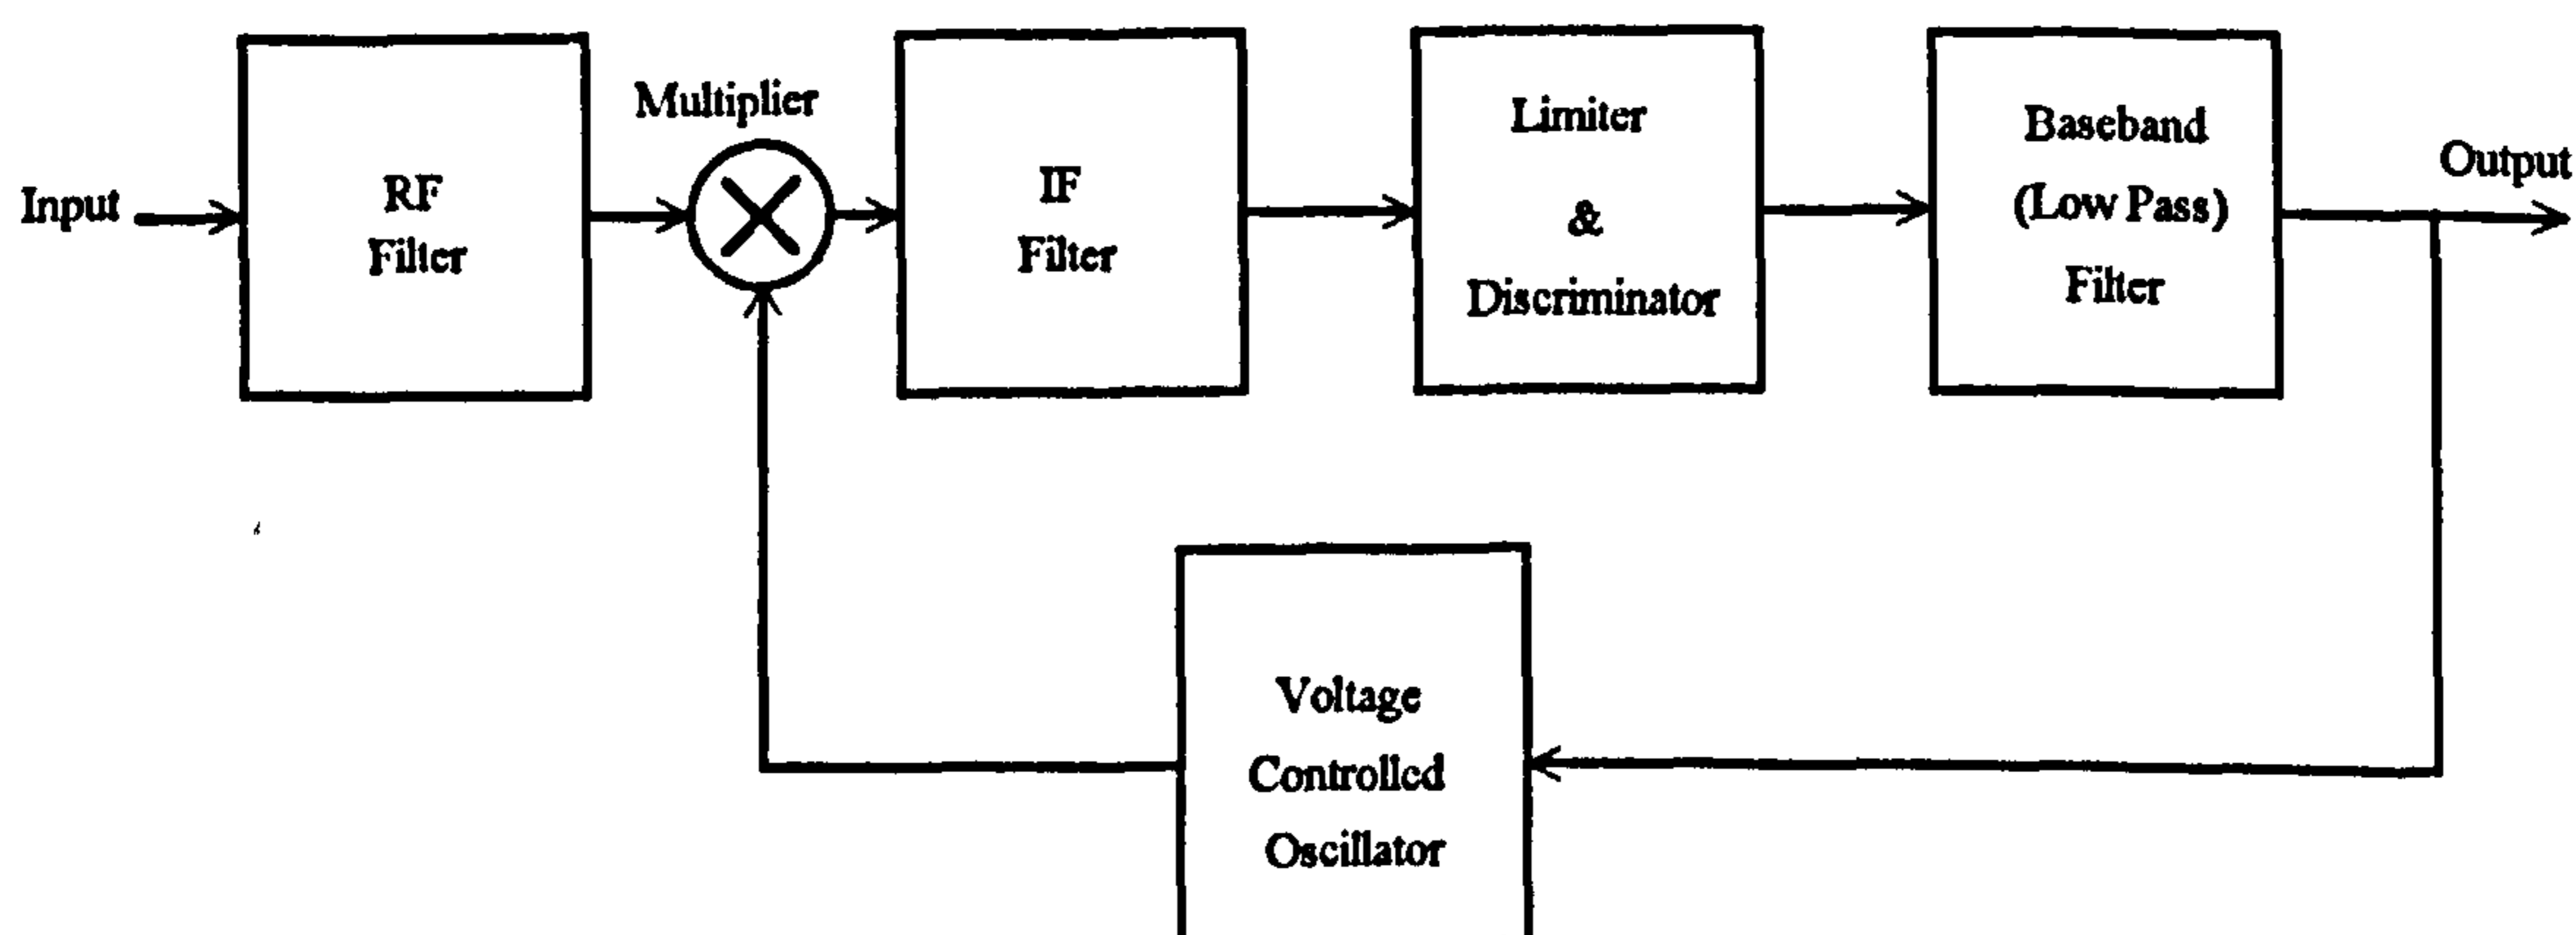 Input
RF
Filter
Multiplier
IF
Filter
Limiter
&
Discriminator
Baseband
(Low Pass)
Filter
Output
Voltage
Controlled
Oscillator